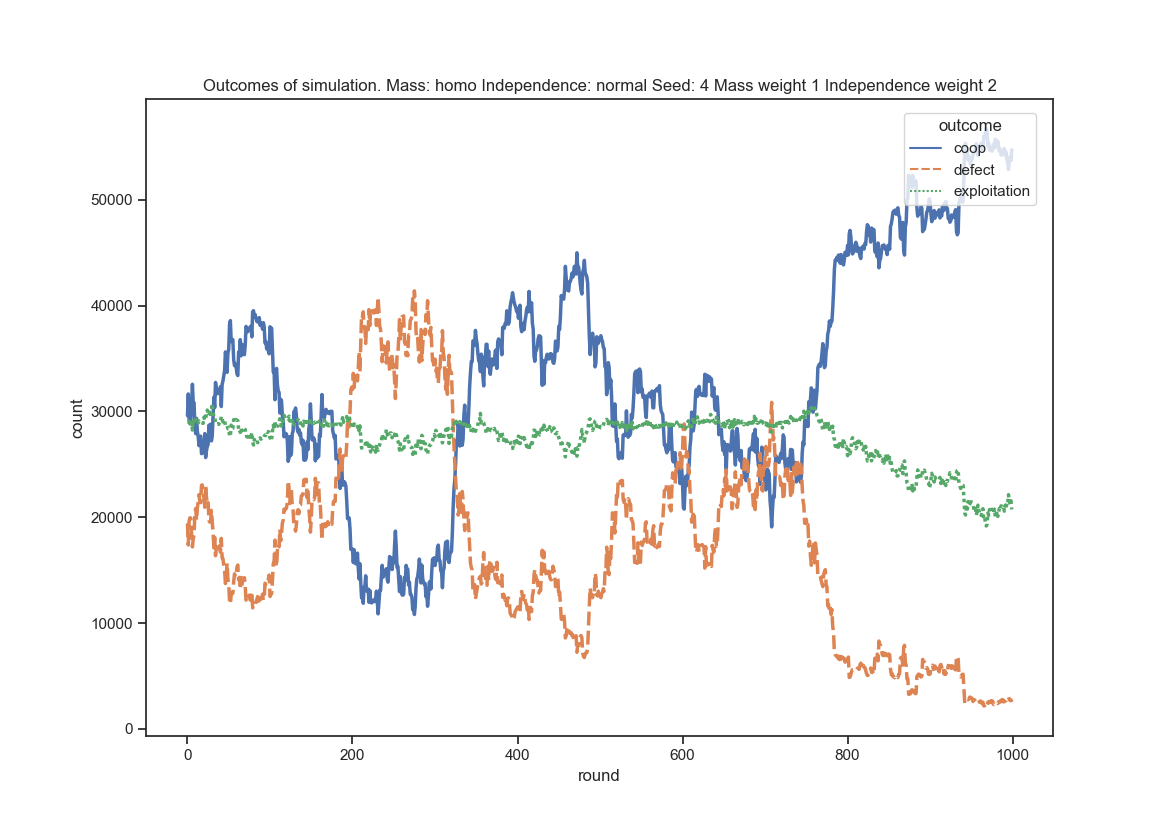 Outcomes of simulation. Mass: homo Independence: normal Seed: 4 Mass weight 1 Independence weight 2
outcome
coop
defect
exploitation
count
50000
40000
30000
20000
10000
0
0 200 400 600 800 1000
round